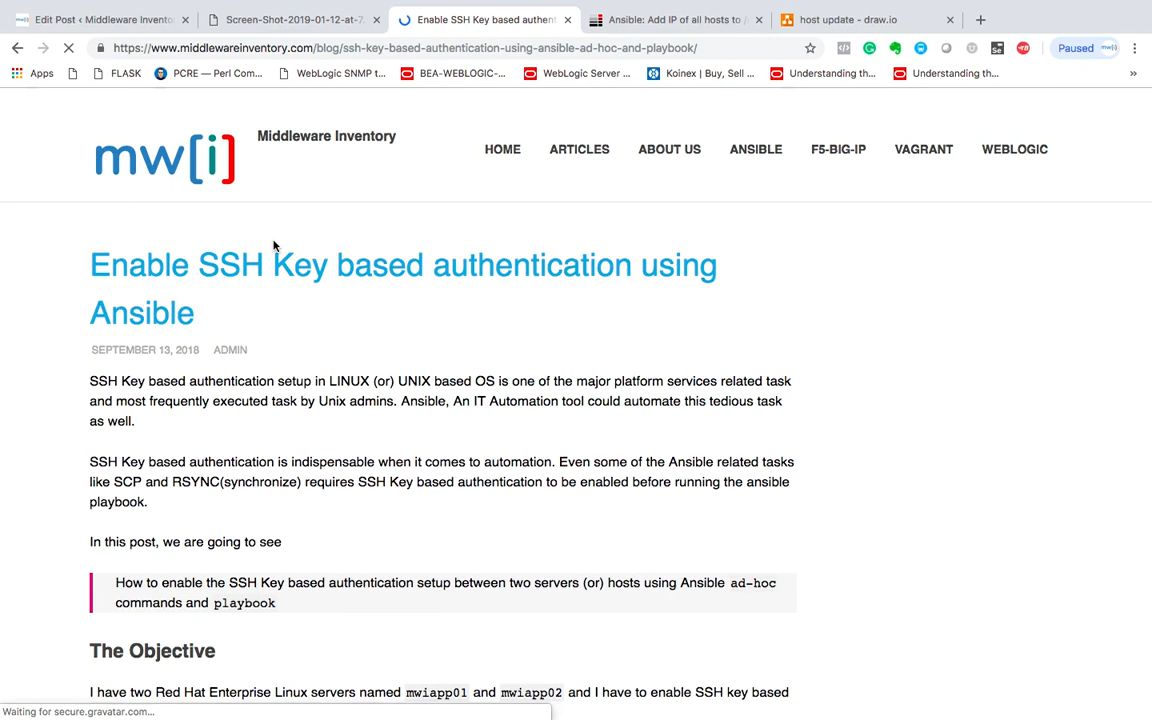 Edit Post ‹ Middleware Invento
Screen-Shot-2019-01-12-at-7.
Enable SSH Key based authent
Ansible: Add IP of all hosts to /
host update - draw.io
https://www.middlewareinventory.com/blog/ssh-key-based-authentication-using-ansible-ad-hoc-and-playbook/
Paused
Apps
FLASK
PCRE — Perl Com...
WebLogic SNMP t...
BEA-WEBLOGIC-...
WebLogic Server ...
Koinex | Buy, Sell ...
Understanding th...
Understanding th...
»
mw[i]
Middleware Inventory
HOME
ARTICLES
ABOUT US
ANSIBLE
F5-BIG-IP
VAGRANT
WEBLOGIC
Enable SSH Key based authentication using
Ansible
SEPTEMBER 13, 2018 ADMIN
SSH Key based authentication setup in LINUX (or) UNIX based OS is one of the major platform services related task
and most frequently executed task by Unix admins. Ansible, An IT Automation tool could automate this tedious task
as well.
SSH Key based authentication is indispensable when it comes to automation. Even some of the Ansible related tasks
like SCP and RSYNC(synchronize) requires SSH Key based authentication to be enabled before running the ansible
playbook.
In this post, we are going to see
How to enable the SSH Key based authentication setup between two servers (or) hosts using Ansible ad-hoc
commands and playbook
The Objective
I have two Red Hat Enterprise Linux servers named mwiapp01 and mwiapp02 and I have to enable SSH key based
Waiting for secure.gravatar.com...